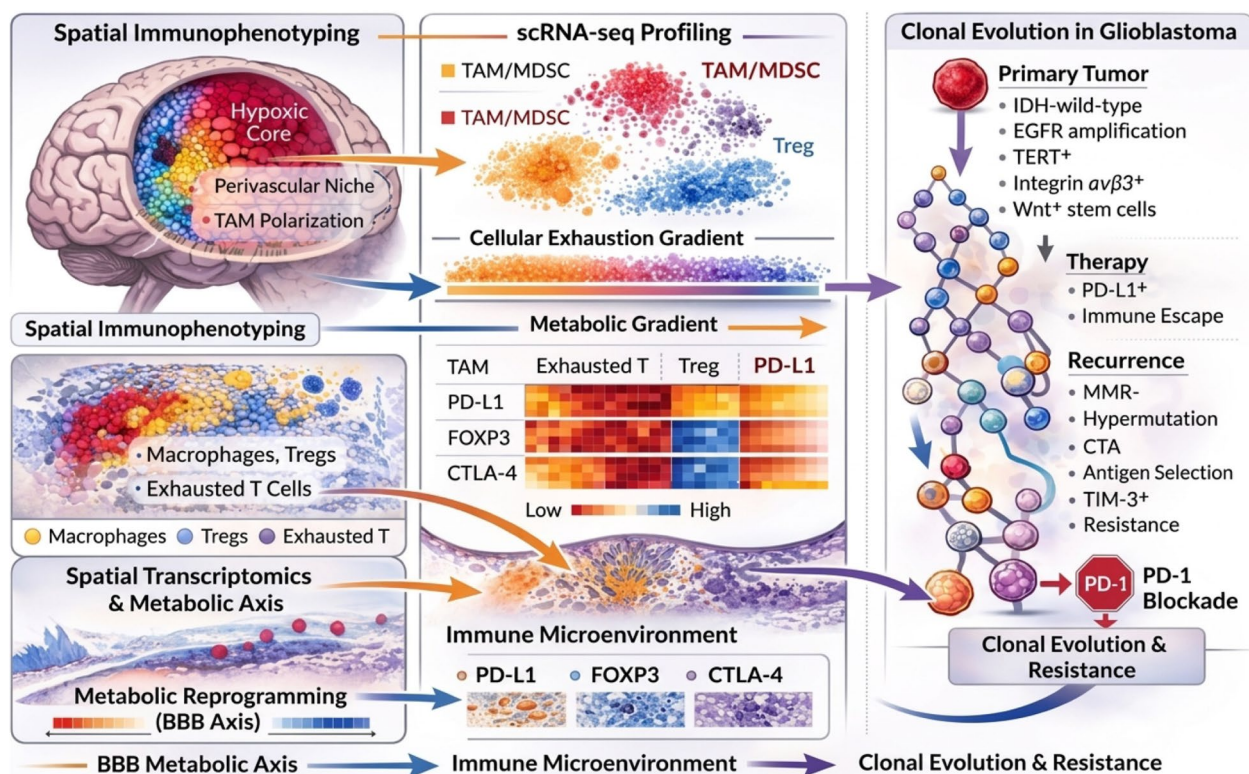 Spatial Immunophenotyping
Hypoxic
Core
Perivascular Niche
• TAM Polarization
scRNA-seq Profiling
TAM/MDSC
TAM/MDSC
TAM/MDSC
Treg
Cellular Exhaustion Gradient
Spatial Immunophenotyping
• Macrophages, Tregs
• Exhausted T Cells
Macrophages
Tregs
Exhausted T
Metabolic Gradient
TAM
Exhausted T
Treg
PD-L1
PD-L1
FOXP3
CTLA-4
Low
High
Spatial Transcriptomics
& Metabolic Axis
Metabolic Reprogramming
(BBB Axis)
Immune Microenvironment
PD-L1
FOXP3
CTLA-4
Clonal Evolution in Glioblastoma
Primary Tumor
• IDH-wild-type
• EGFR amplification
• TERT⁺
• Integrin avβ3⁺
• Wnt⁺ stem cells
Therapy
• PD-L1⁺
• Immune Escape
Recurrence
• MMR-
• Hypermutation
• CTA
• Antigen Selection
• TIM-3⁺
• Resistance
PD-1
PD-1
Blockade
Clonal Evolution &
Resistance
BBB Metabolic Axis
Immune Microenvironment
Clonal Evolution & Resistance